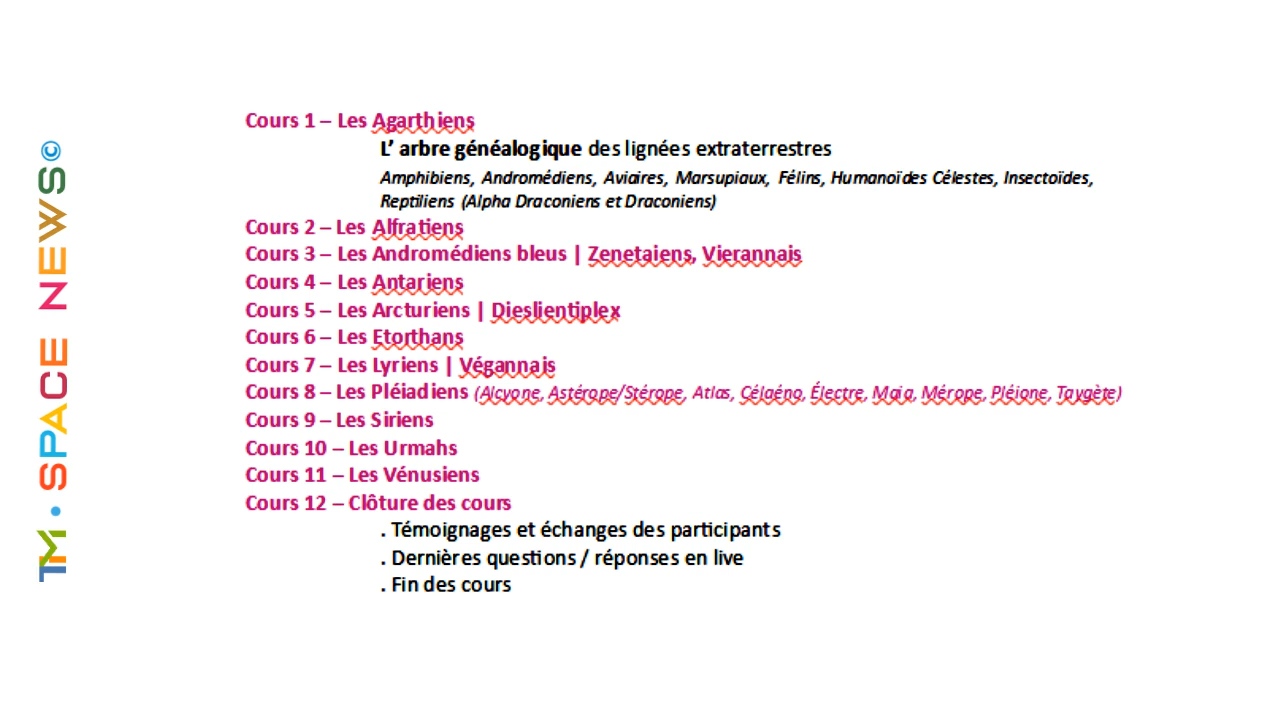 TM • SPACE NEWS©
Cours 1 – Les Agarthiens
L’ arbre généalogique des lignées extraterrestres
Amphibiens, Andromédiens, Aviaires, Marsupiaux, Félins, Humanoïdes Célestes, Insectoïdes,
Reptiliens (Alpha Draconiens et Draconiens)
Cours 2 – Les Alfratiens
Cours 3 – Les Andromédiens bleus | Zenetaiens, Vierannais
Cours 4 – Les Antariens
Cours 5 – Les Arcturiens | Dieslientiplex
Cours 6 – Les Etorthans
Cours 7 – Les Lyriens | Végannais
Cours 8 – Les Pléiadiens (Alcyone, Astérope/Stérope, Atlas, Célaéno, Électre, Maia, Mérope, Pléione, Taygète)
Cours 9 – Les Siriens
Cours 10 – Les Urmahs
Cours 11 – Les Vénusiens
Cours 12 – Clôture des cours
. Témoignages et échanges des participants
. Dernières questions / réponses en live
. Fin des cours